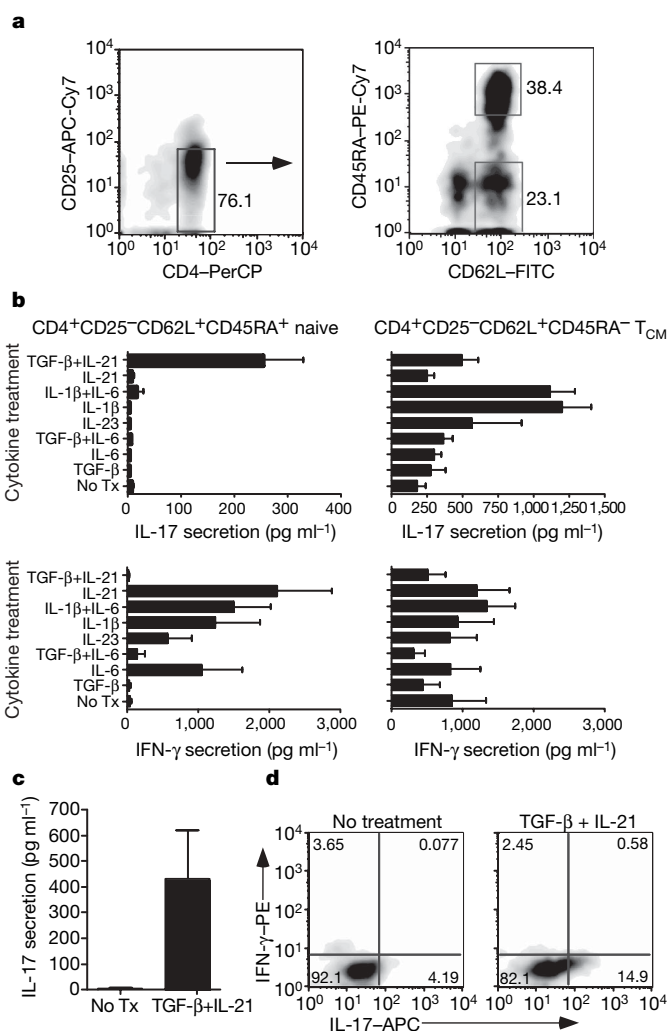 a
10⁴
10³
10²
10¹
10⁰
CD25–APC-Cy7
76.1
10⁰ 10¹ 10² 10³ 10⁴
CD4–PerCP
10⁴
10³
10²
10¹
10⁰
CD45RA–PE-Cy7
38.4
23.1
10⁰ 10¹ 10² 10³ 10⁴
CD62L–FITC
b
CD4⁺CD25⁻CD62L⁺CD45RA⁺ naive
CD4⁺CD25⁻CD62L⁺CD45RA⁻ T_CM
Cytokine treatment
TGF-β+IL-21
IL-21
IL-1β+IL-6
IL-1β
IL-23
TGF-β+IL-6
IL-6
TGF-β
No Tx
0 100 200 300 400
IL-17 secretion (pg ml⁻¹)
0 250 500 750 1,000 1,250 1,500
IL-17 secretion (pg ml⁻¹)
Cytokine treatment
TGF-β+IL-21
IL-21
IL-1β+IL-6
IL-1β
IL-23
TGF-β+IL-6
IL-6
TGF-β
No Tx
0 1,000 2,000 3,000
IFN-γ secretion (pg ml⁻¹)
0 1,000 2,000 3,000
IFN-γ secretion (pg ml⁻¹)
c
IL-17 secretion (pg ml⁻¹)
700
600
500
400
300
200
100
0
No Tx TGF-β+IL-21
d
No treatment
TGF-β + IL-21
IFN-γ–PE
10⁴
10³
10²
10¹
10⁰
3.65 0.077
92.1 4.19
10⁰ 10¹ 10² 10³ 10⁴
10⁴
10³
10²
10¹
10⁰
2.45 0.58
82.1 14.9
10⁰ 10¹ 10² 10³ 10⁴
IL-17–APC